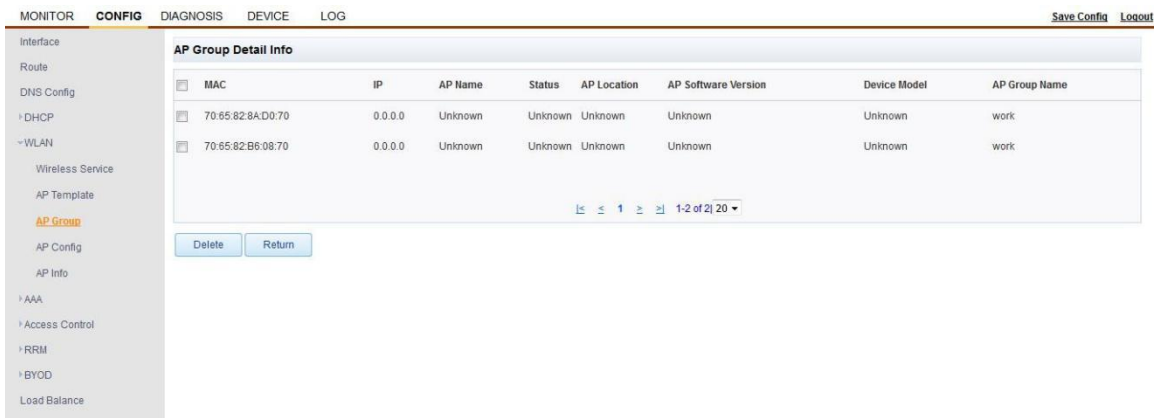 MONITOR CONFIG DIAGNOSIS DEVICE LOG Save Config Logout
Interface
Route
DNS Config
DHCP
WLAN
Wireless Service
AP Template
AP Group
AP Config
AP Info
AAA
Access Control
RRM
BYOD
Load Balance
AP Group Detail Info
MAC IP AP Name Status AP Location AP Software Version Device Model AP Group Name
70:65:82:8A:D0:70 0.0.0.0 Unknown Unknown Unknown Unknown Unknown work
70:65:82:B6:08:70 0.0.0.0 Unknown Unknown Unknown Unknown Unknown work
|< < 1 > >| 1-2 of 2| 20
Delete Return